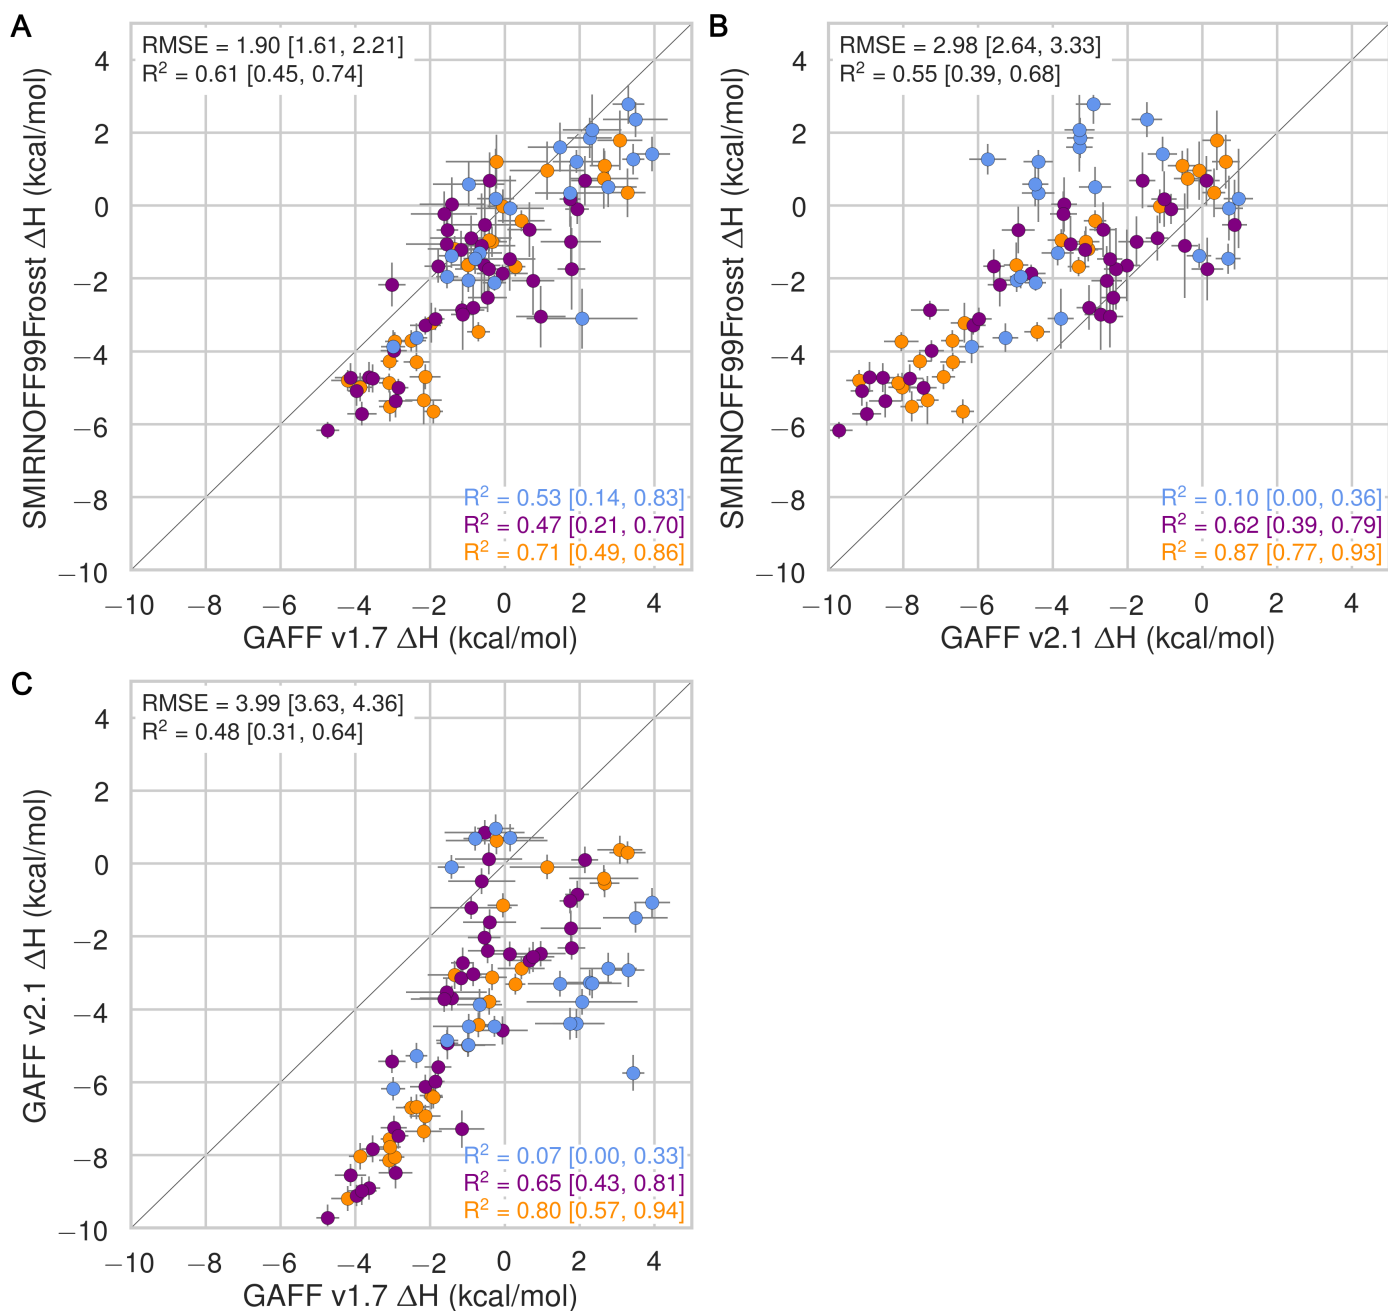 A
RMSE = 1.90 [1.61, 2.21]
R² = 0.61 [0.45, 0.74]
4
2
0
−2
−4
−6
−8
−10
SMIRNOFF99Frosst ΔH (kcal/mol)
R² = 0.53 [0.14, 0.83]
R² = 0.47 [0.21, 0.70]
R² = 0.71 [0.49, 0.86]
−10 −8 −6 −4 −2 0 2 4
GAFF v1.7 ΔH (kcal/mol)
B
RMSE = 2.98 [2.64, 3.33]
R² = 0.55 [0.39, 0.68]
4
2
0
−2
−4
−6
−8
−10
SMIRNOFF99Frosst ΔH (kcal/mol)
R² = 0.10 [0.00, 0.36]
R² = 0.62 [0.39, 0.79]
R² = 0.87 [0.77, 0.93]
−10 −8 −6 −4 −2 0 2 4
GAFF v2.1 ΔH (kcal/mol)
C
RMSE = 3.99 [3.63, 4.36]
R² = 0.48 [0.31, 0.64]
4
2
0
−2
−4
−6
−8
−10
GAFF v2.1 ΔH (kcal/mol)
R² = 0.07 [0.00, 0.33]
R² = 0.65 [0.43, 0.81]
R² = 0.80 [0.57, 0.94]
−10 −8 −6 −4 −2 0 2 4
GAFF v1.7 ΔH (kcal/mol)